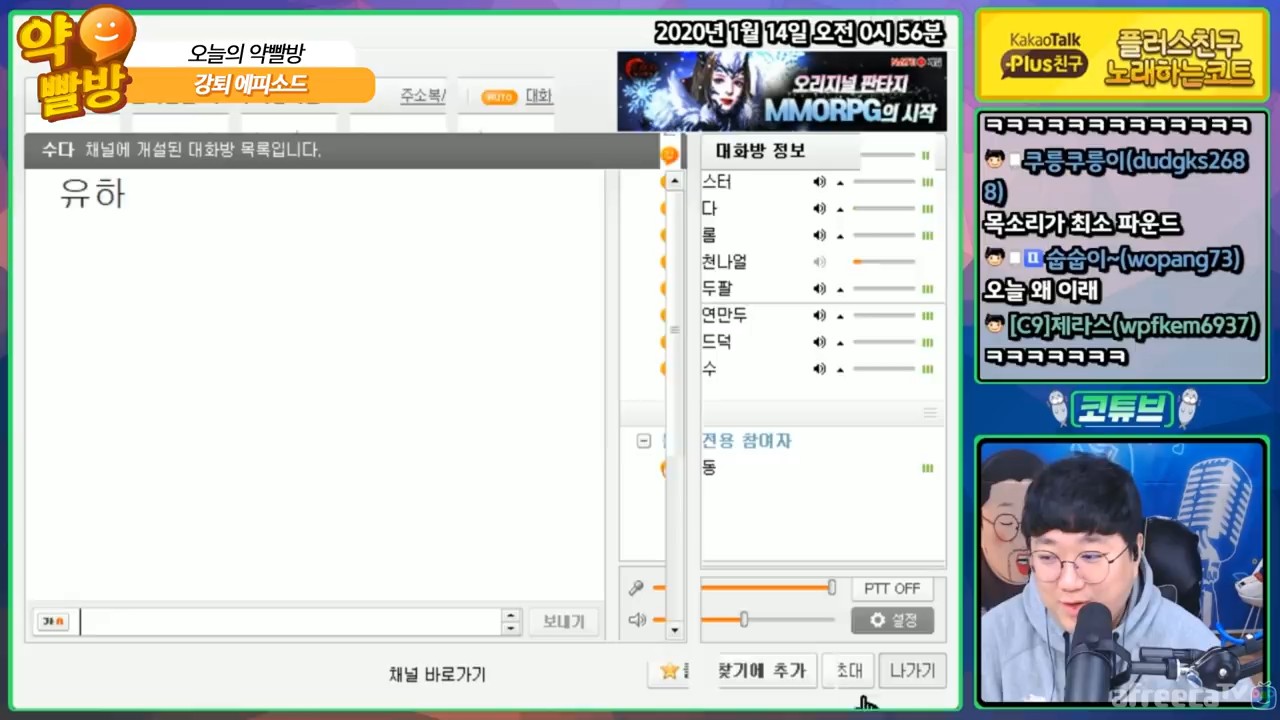 약빵방
오늘의 약빨방
강퇴 에피소드
2020년 1월 14일 오전 0시 56분
주소복사
AUTO 대화
오리지널 판타지
MMORPG의 시작
수다 채널에 개설된 대화방 목록입니다.
유하
대화방 정보
스터
다
롬
천나얼
두팔
연만두
드덕
수
전용 참여자
동
가
보내기
PTT OFF
설정
채널 바로가기
찾기에 추가
초대
나가기
KakaoTalk
Plus친구
플러스친구
노래하는코트
ㅋㅋㅋㅋㅋㅋㅋㅋㅋㅋㅋㅋㅋ
쿠릉쿠릉이(dudgks268
8)
목소리가 최소 파운드
숩숩이~(wopang73)
오늘 왜 이래
[C9]제라스(wpfkem6937)
ㅋㅋㅋㅋㅋㅋㅋ
코튜브
afreecaTV